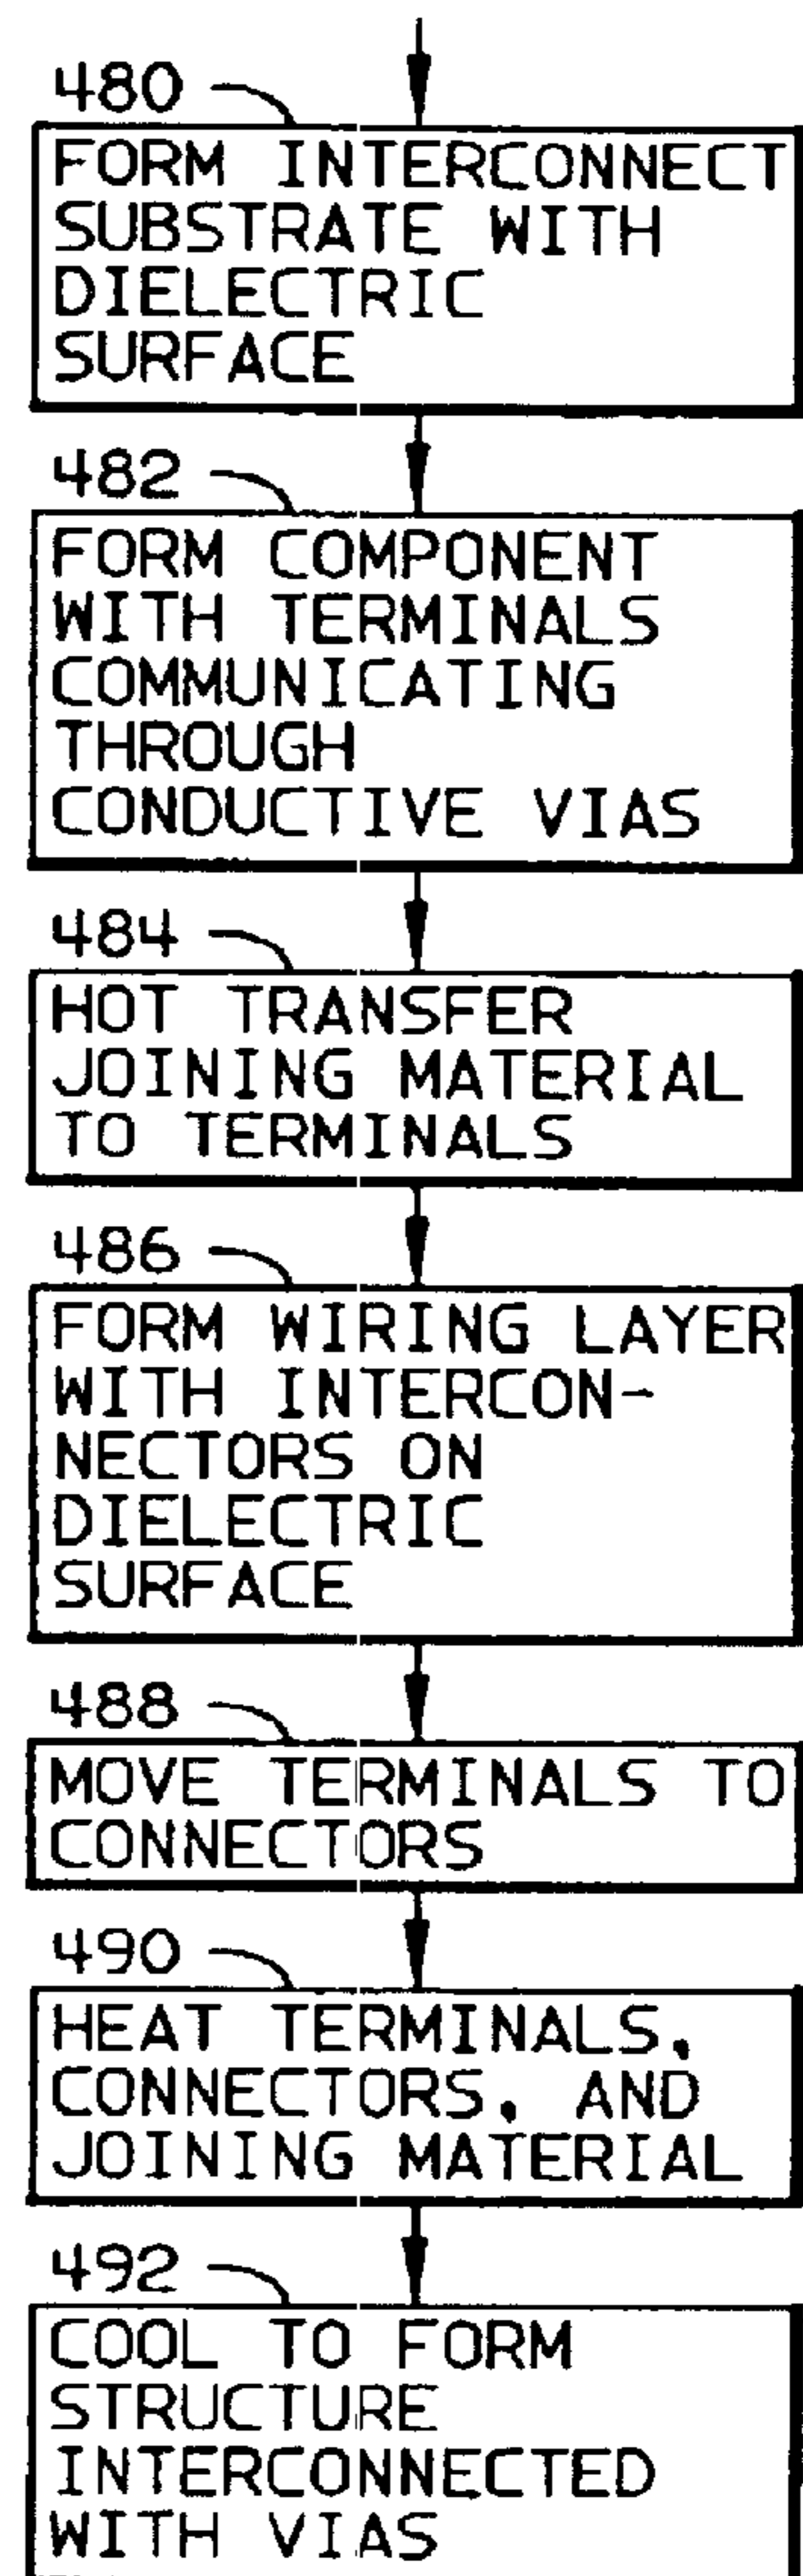 480
FORM INTERCONNECT
SUBSTRATE WITH
DIELECTRIC
SURFACE
482
FORM COMPONENT
WITH TERMINALS
COMMUNICATING
THROUGH
CONDUCTIVE VIAS
484
HOT TRANSFER
JOINING MATERIAL
TO TERMINALS
486
FORM WIRING LAYER
WITH INTERCON-
NECTORS ON
DIELECTRIC
SURFACE
488
MOVE TERMINALS TO
CONNECTORS
490
HEAT TERMINALS,
CONNECTORS, AND
JOINING MATERIAL
492
COOL TO FORM
STRUCTURE
INTERCONNECTED
WITH VIAS